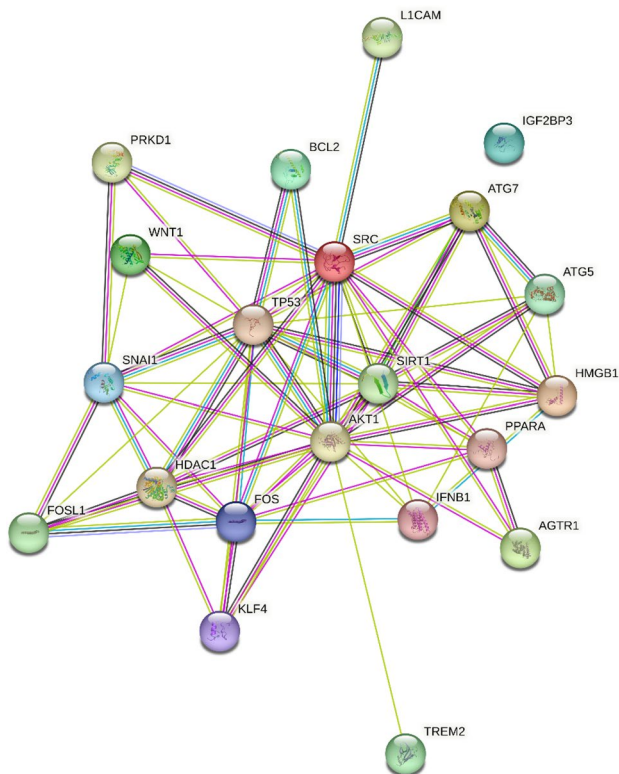 L1CAM
IGF2BP3
PRKD1
BCL2
ATG7
WNT1
SRC
ATG5
TP53
SNAI1
SIRT1
HMGB1
AKT1
PPARA
HDAC1
FOSL1
FOS
IFNB1
AGTR1
KLF4
TREM2